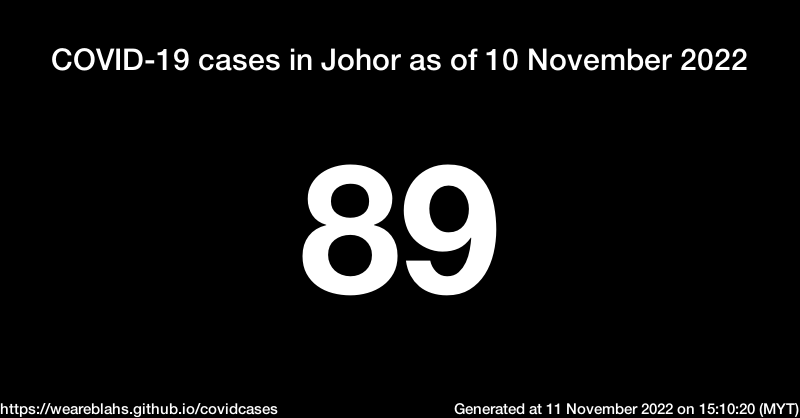 COVID-19 cases in Johor as of 10 November 2022
89
https://weareblahs.github.io/covidcases
Generated at 11 November 2022 on 15:10:20 (MYT)